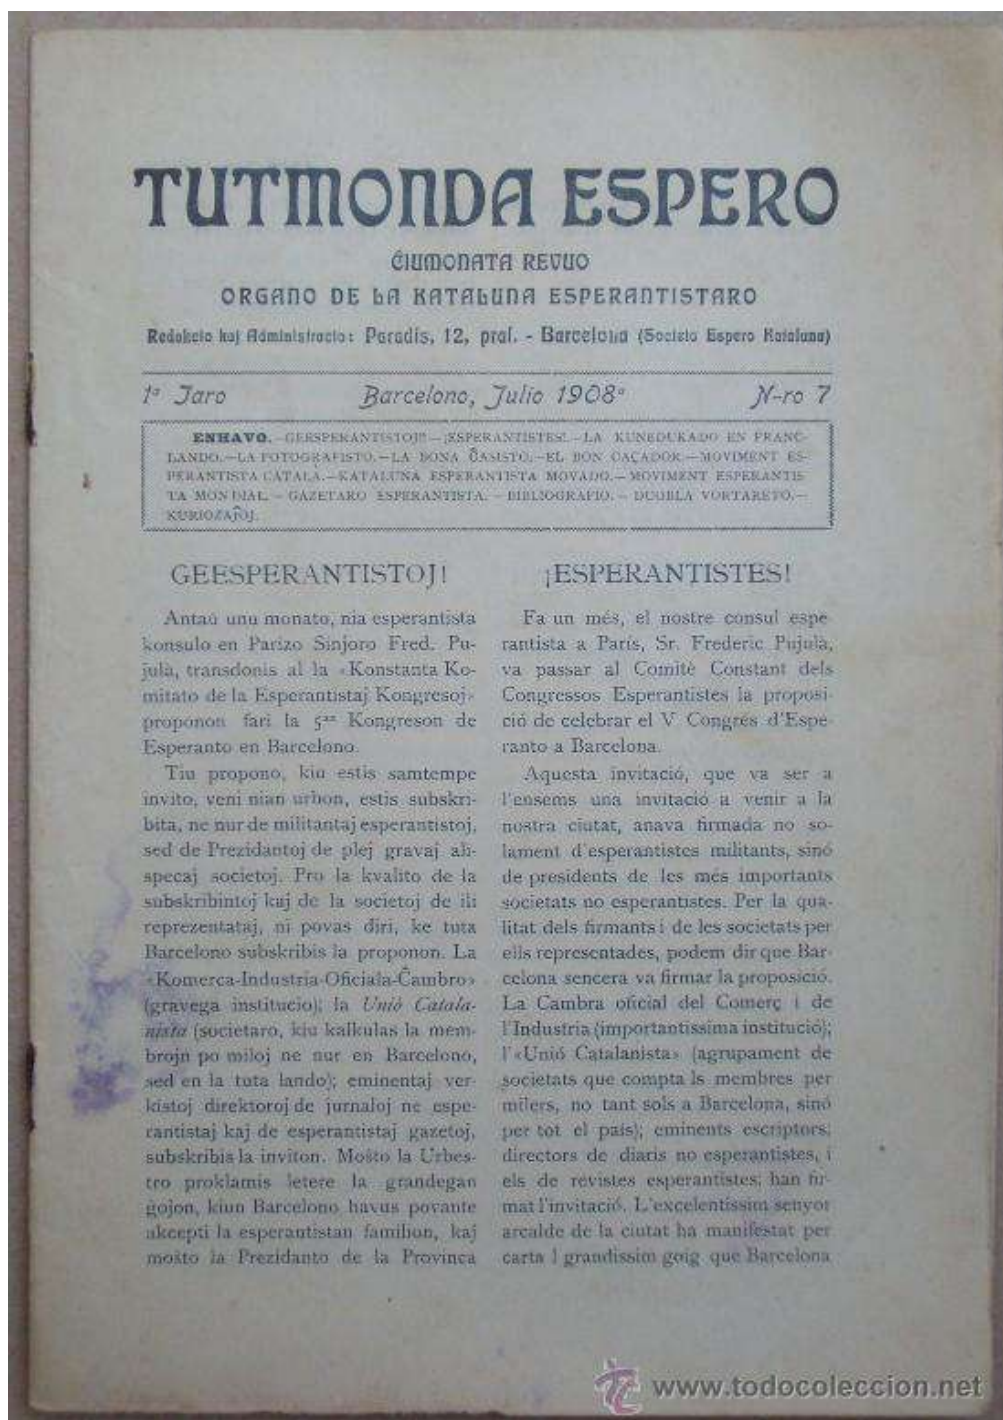 TUTMONDA ESPERO
ĈIUMONATA REVUO
ORGANO DE LA KATALUNA ESPERANTISTARO
Redakcio kaj Administracio: Paradís, 12, pral. - Barcelona (Societo Espero Kataluna)
1ª Jaro Barcelono, Julio 1908ª N-ro 7
ENHAVO.—GEESPERANTISTOJ!—¡ESPERANTISTES!.—LA KUNEDUKADO EN FRANC-
LANDO.—LA FOTOGRAFISTO.—LA BONA ĈASISTO.—EL BON CAÇADOR.—MOVIMENT ES-
PERANTISTA CATALÀ.—KATALUNA ESPERANTISTA MOVADO.—MOVIMENT ESPERANTIS-
TA MONDIAL.—GAZETARO ESPERANTISTA.—BIBLIOGRAFIO.—DUOBLA VORTARETO.—
KURIOZAĴOJ.
GEESPERANTISTOJ!
Antaŭ unu monato, nia esperantista
konsulo en Parizo Sinjoro Fred. Pu-
julà, transdonis al la «Konstanta Ko-
mitato de la Esperantistaj Kongresoj»
proponon fari la 5ªⁿ Kongreson de
Esperanto en Barcelono.
Tiu propono, kiu estis samtempe
invito, veni nian urbon, estis subskri-
bita, ne nur de militantaj esperantistoj,
sed de Prezidantoj de plej gravaj ali-
specaj societoj. Pro la kvalito de la
subskribintoj kaj de la societoj de ili
reprezentataj, ni povas diri, ke tuta
Barcelono subskribis la proponon. La
«Komerca-Industria-Oficiala-Ĉambro»
(gravega institucio); la Unió Catala-
nista (societaro, kiu kalkulas la mem-
brojn po miloj ne nur en Barcelono,
sed en la tuta lando); eminentaj ver-
kistoj direktoroj de jurnaloj ne espe-
rantistaj kaj de esperantistaj gazetoj,
subskribis la inviton. Moŝto la Urbes-
tro proklamis letere la grandegan
ĝojon, kiun Barcelono havus povante
akcepti la esperantistan familion, kaj
moŝto la Prezidanto de la Provinca
¡ESPERANTISTES!
Fa un més, el nostre consul espe-
rantista a París, Sr. Frederic Pujulà,
va passar al Comité Constant dels
Congressos Esperantistes la proposi-
ció de celebrar el V Congrés d'Espe-
ranto a Barcelona.
Aquesta invitació, que va ser a
l'ensems una invitació a venir a la
nostra ciutat, anava firmada no so-
lament d'esperantistes militants, sinó
de presidents de les més importants
societats no esperantistes. Per la qua-
litat dels firmants i de les societats per
ells representades, podem dir que Bar-
celona sencera va firmar la proposició.
La Cambra oficial del Comerç i de
l'Industria (importantissima institució);
l'«Unió Catalanista» (agrupament de
societats que compta ls membres per
milers, no tant sols a Barcelona, sinó
per tot el país); eminents escriptors;
directors de diaris no esperantistes, i
els de revistes esperantistes; han fir-
mat l'invitació. L'excelentíssim senyor
arcalde de la ciutat ha manifestat per
carta l grandíssim goig que Barcelona
www.todocoleccion.net